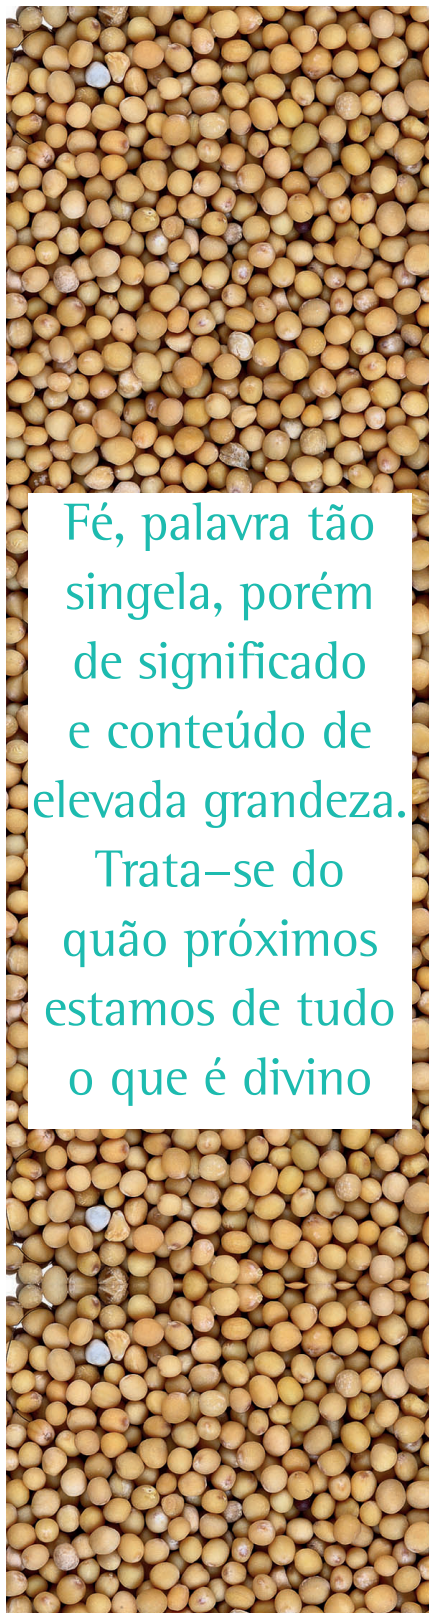 Fé, palavra tão
singela, porém
de significado
e conteúdo de
elevada grandeza.
Trata–se do
quão próximos
estamos de tudo
o que é divino